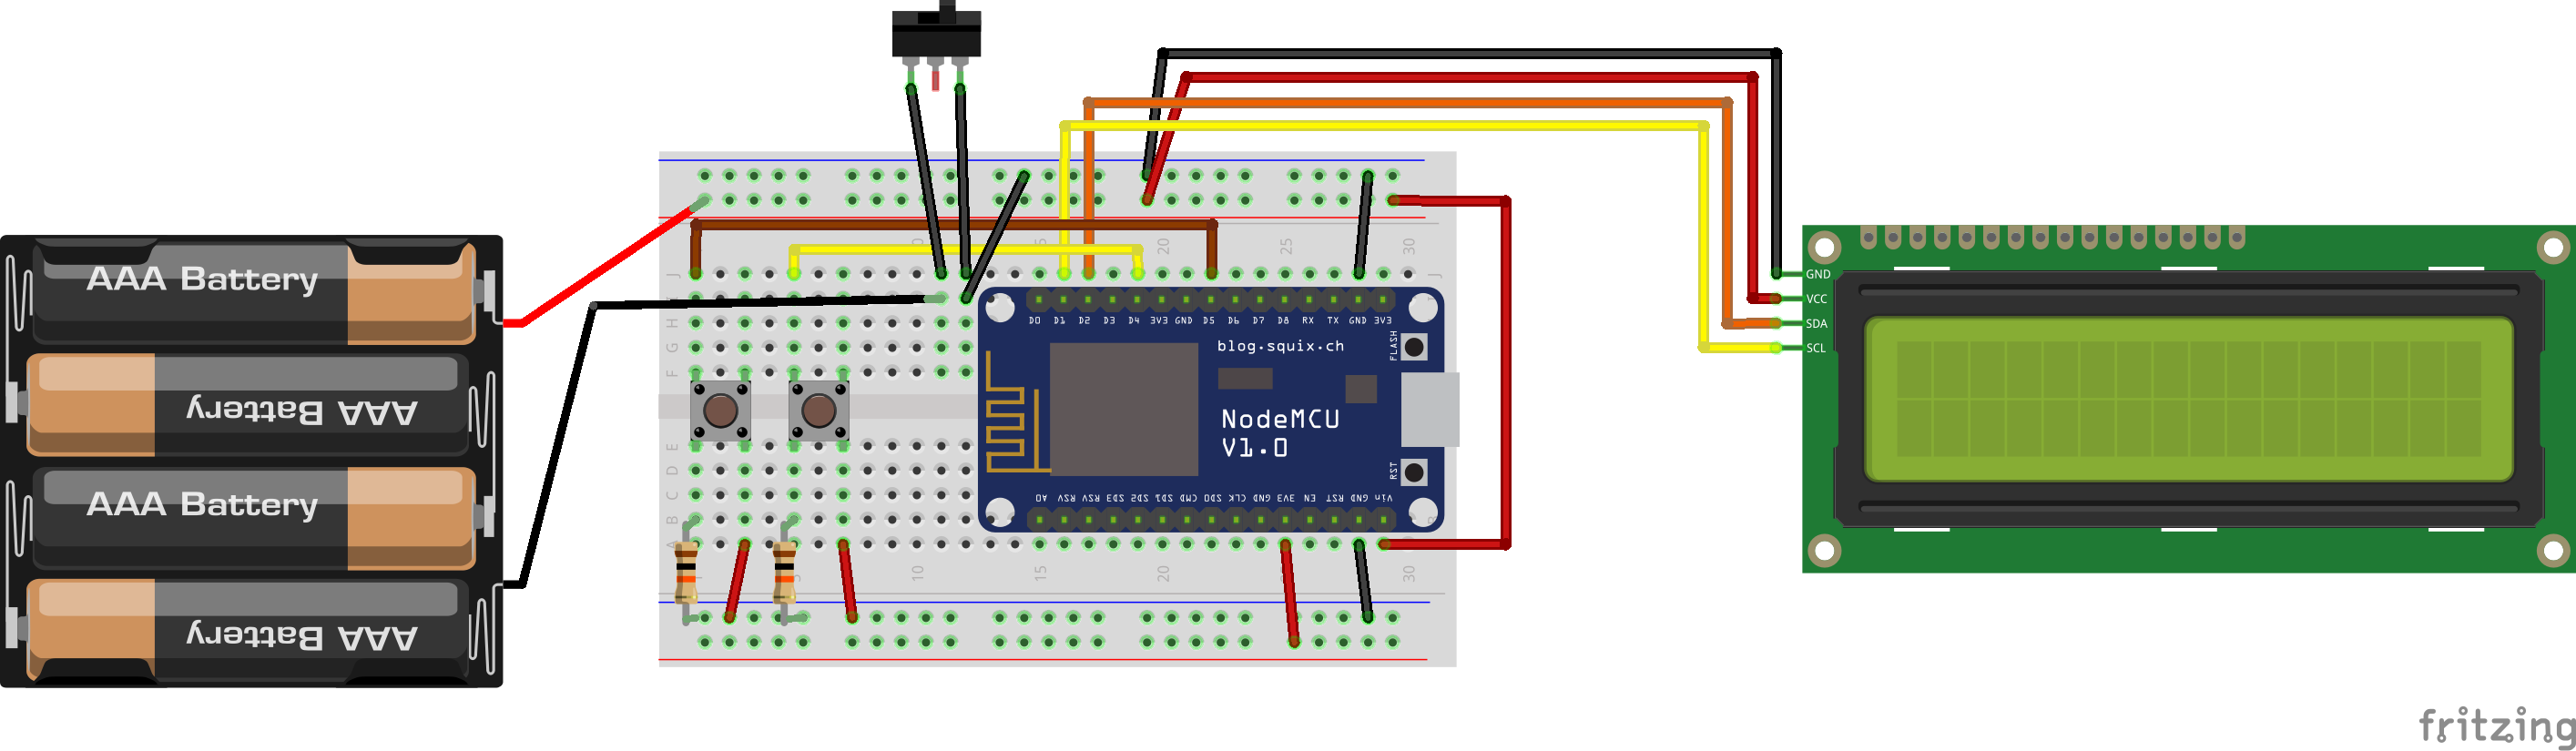 AAA Battery
AAA Battery
AAA Battery
AAA Battery
10 15 20 25 30
J J
H
G
F
E
D
C
B
A
1 5 10 15 20 30
D0 D1 D2 D3 D4 3V3 GND D5 D6 D7 D8 RX TX GND 3V3
blog.squix.ch
FLASH
NodeMCU
V1.0
RST
A0 RSV RSV SD3 SD2 SD1 CMD SD0 CLK GND 3V3 EN RST GND Vin
GND
VCC
SDA
SCL
fritzing